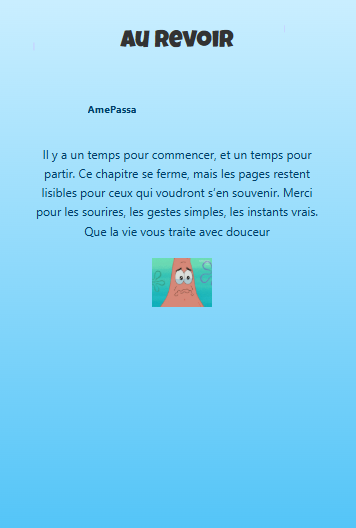 Au Revoir
AmePassa
Il y a un temps pour commencer, et un temps pour
partir. Ce chapitre se ferme, mais les pages restent
lisibles pour ceux qui voudront s’en souvenir. Merci
pour les sourires, les gestes simples, les instants vrais.
Que la vie vous traite avec douceur